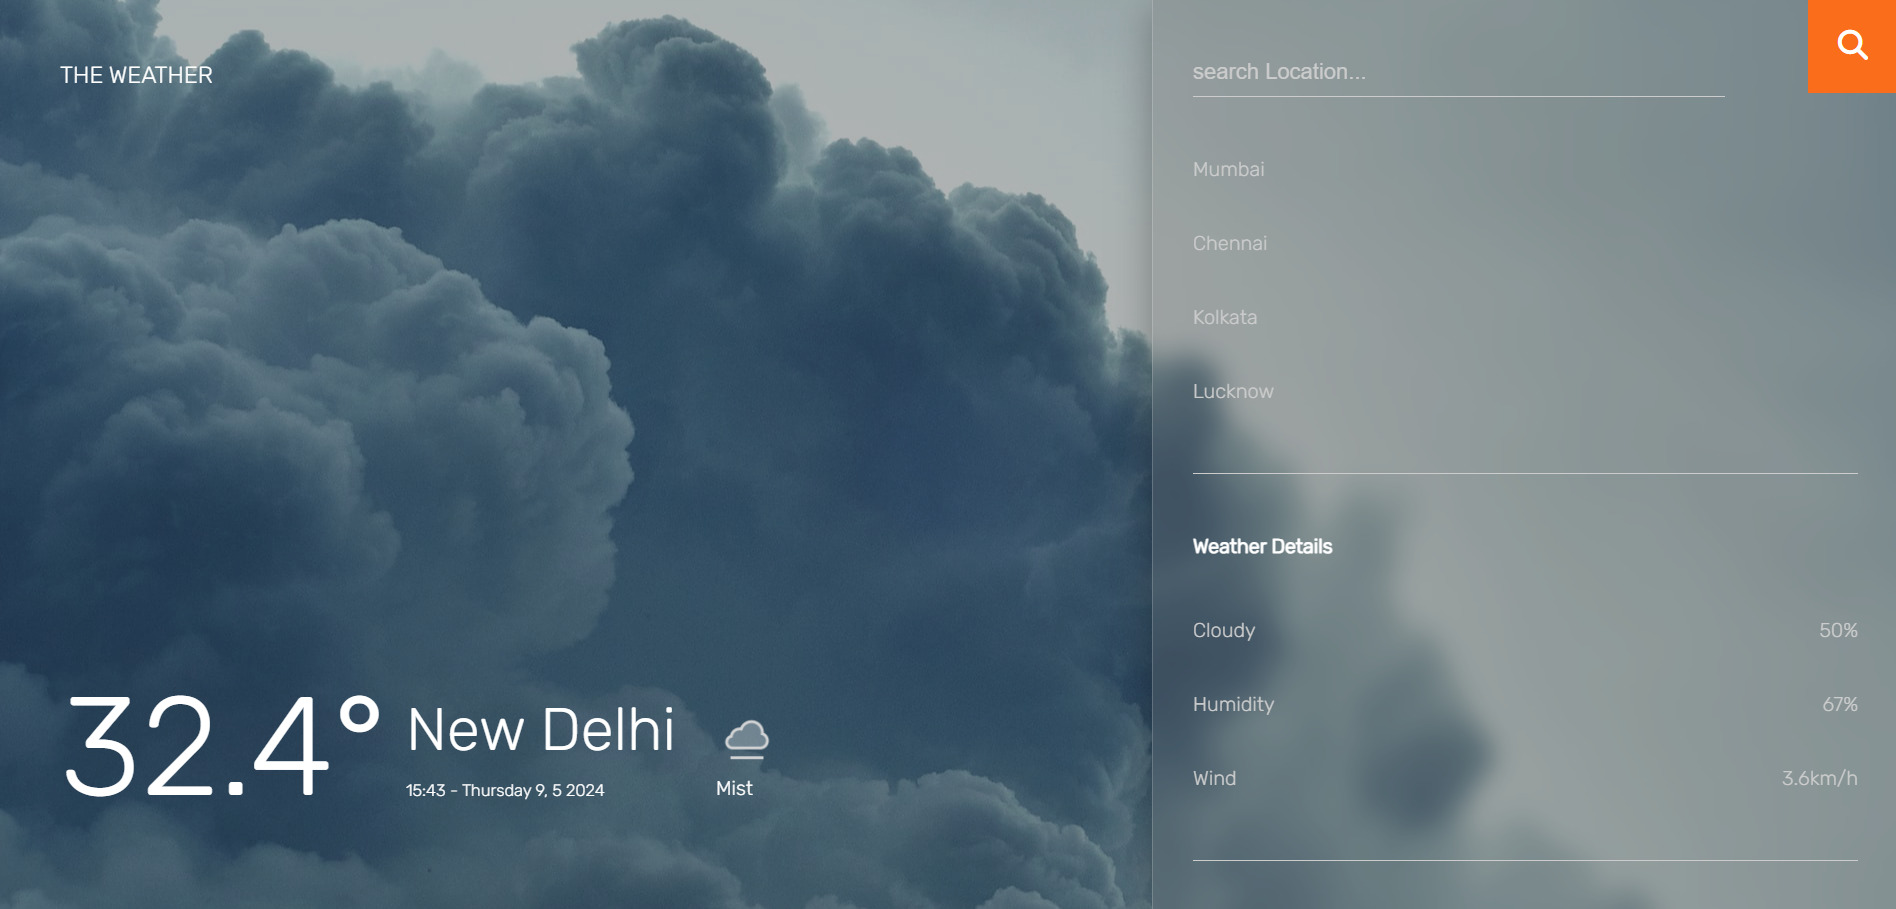 THE WEATHER
32.4°
New Delhi
15:43 - Thursday 9, 5 2024
Mist
search Location...
Mumbai
Chennai
Kolkata
Lucknow
Weather Details
Cloudy 50%
Humidity 67%
Wind 3.6km/h